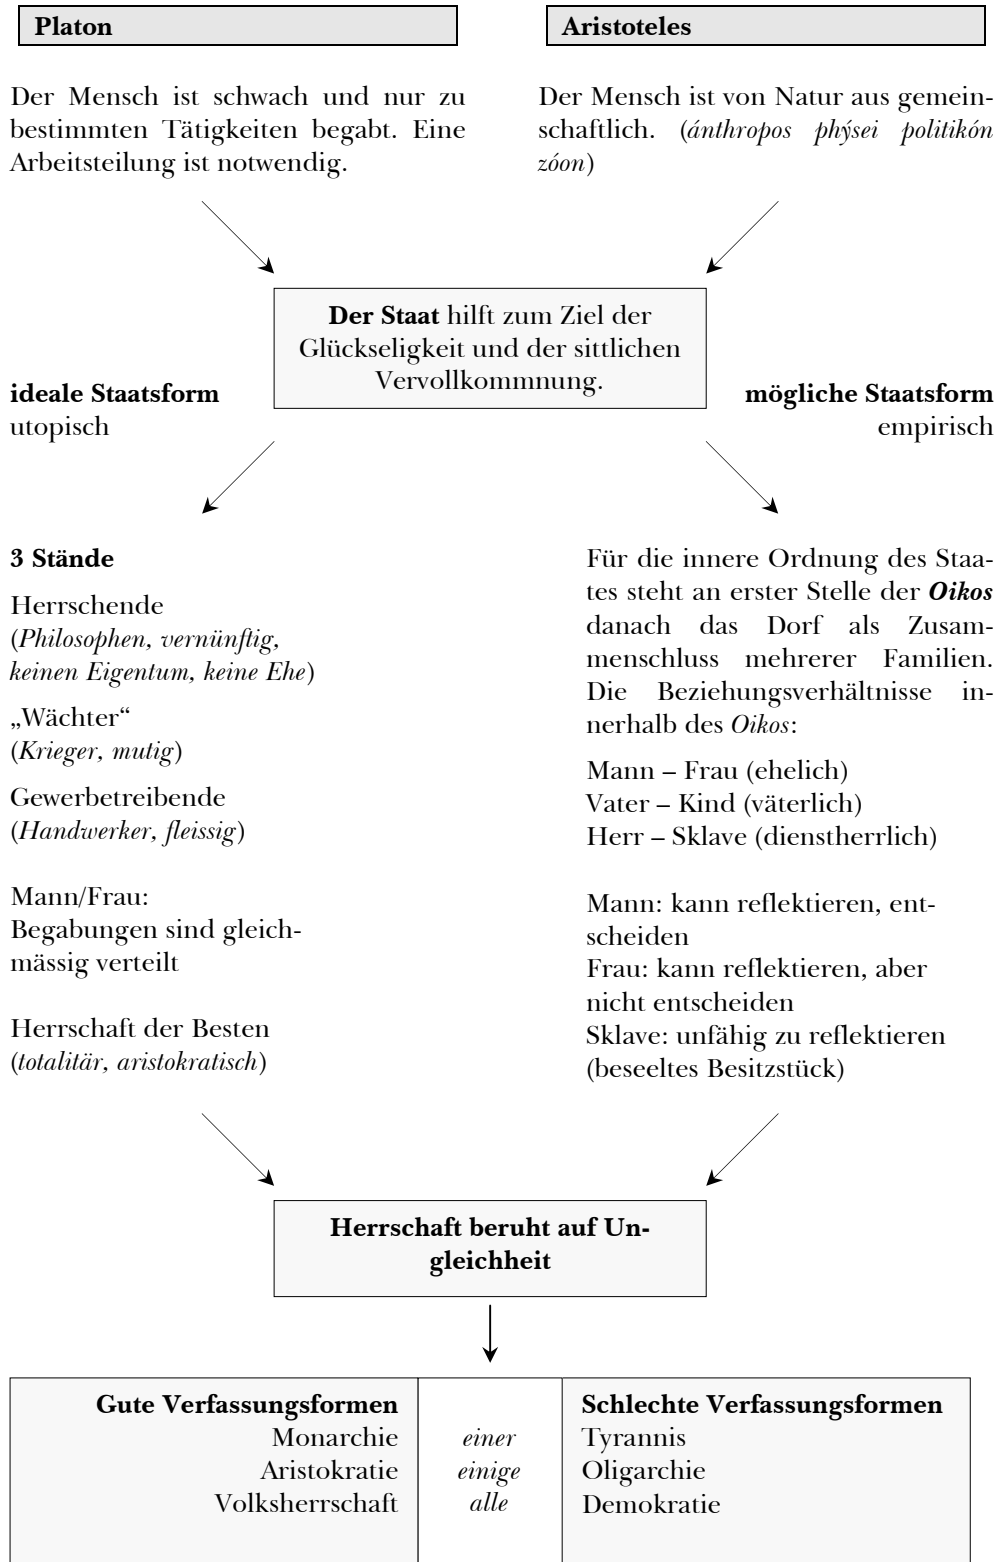 Platon
Aristoteles
Der Mensch ist schwach und nur zu
bestimmten Tätigkeiten begabt. Eine
Arbeitsteilung ist notwendig.
Der Mensch ist von Natur aus gemein-
schaftlich. (ánthropos phýsei politikón
zóon)
Der Staat hilft zum Ziel der
Glückseligkeit und der sittlichen
Vervollkommnung.
ideale Staatsform
utopisch
mögliche Staatsform
empirisch
3 Stände
Herrschende
(Philosophen, vernünftig,
keinen Eigentum, keine Ehe)
„Wächter“
(Krieger, mutig)
Gewerbetreibende
(Handwerker, fleissig)
Mann/Frau:
Begabungen sind gleich-
mässig verteilt
Herrschaft der Besten
(totalitär, aristokratisch)
Für die innere Ordnung des Staa-
tes steht an erster Stelle der Oikos
danach das Dorf als Zusam-
menschluss mehrerer Familien.
Die Beziehungsverhältnisse in-
nerhalb des Oikos:
Mann – Frau (ehelich)
Vater – Kind (väterlich)
Herr – Sklave (dienstherrlich)
Mann: kann reflektieren, ent-
scheiden
Frau: kann reflektieren, aber
nicht entscheiden
Sklave: unfähig zu reflektieren
(beseeltes Besitzstück)
Herrschaft beruht auf Un-
gleichheit
Gute Verfassungsformen
Monarchie
Aristokratie
Volksherrschaft
einer
einige
alle
Schlechte Verfassungsformen
Tyrannis
Oligarchie
Demokratie